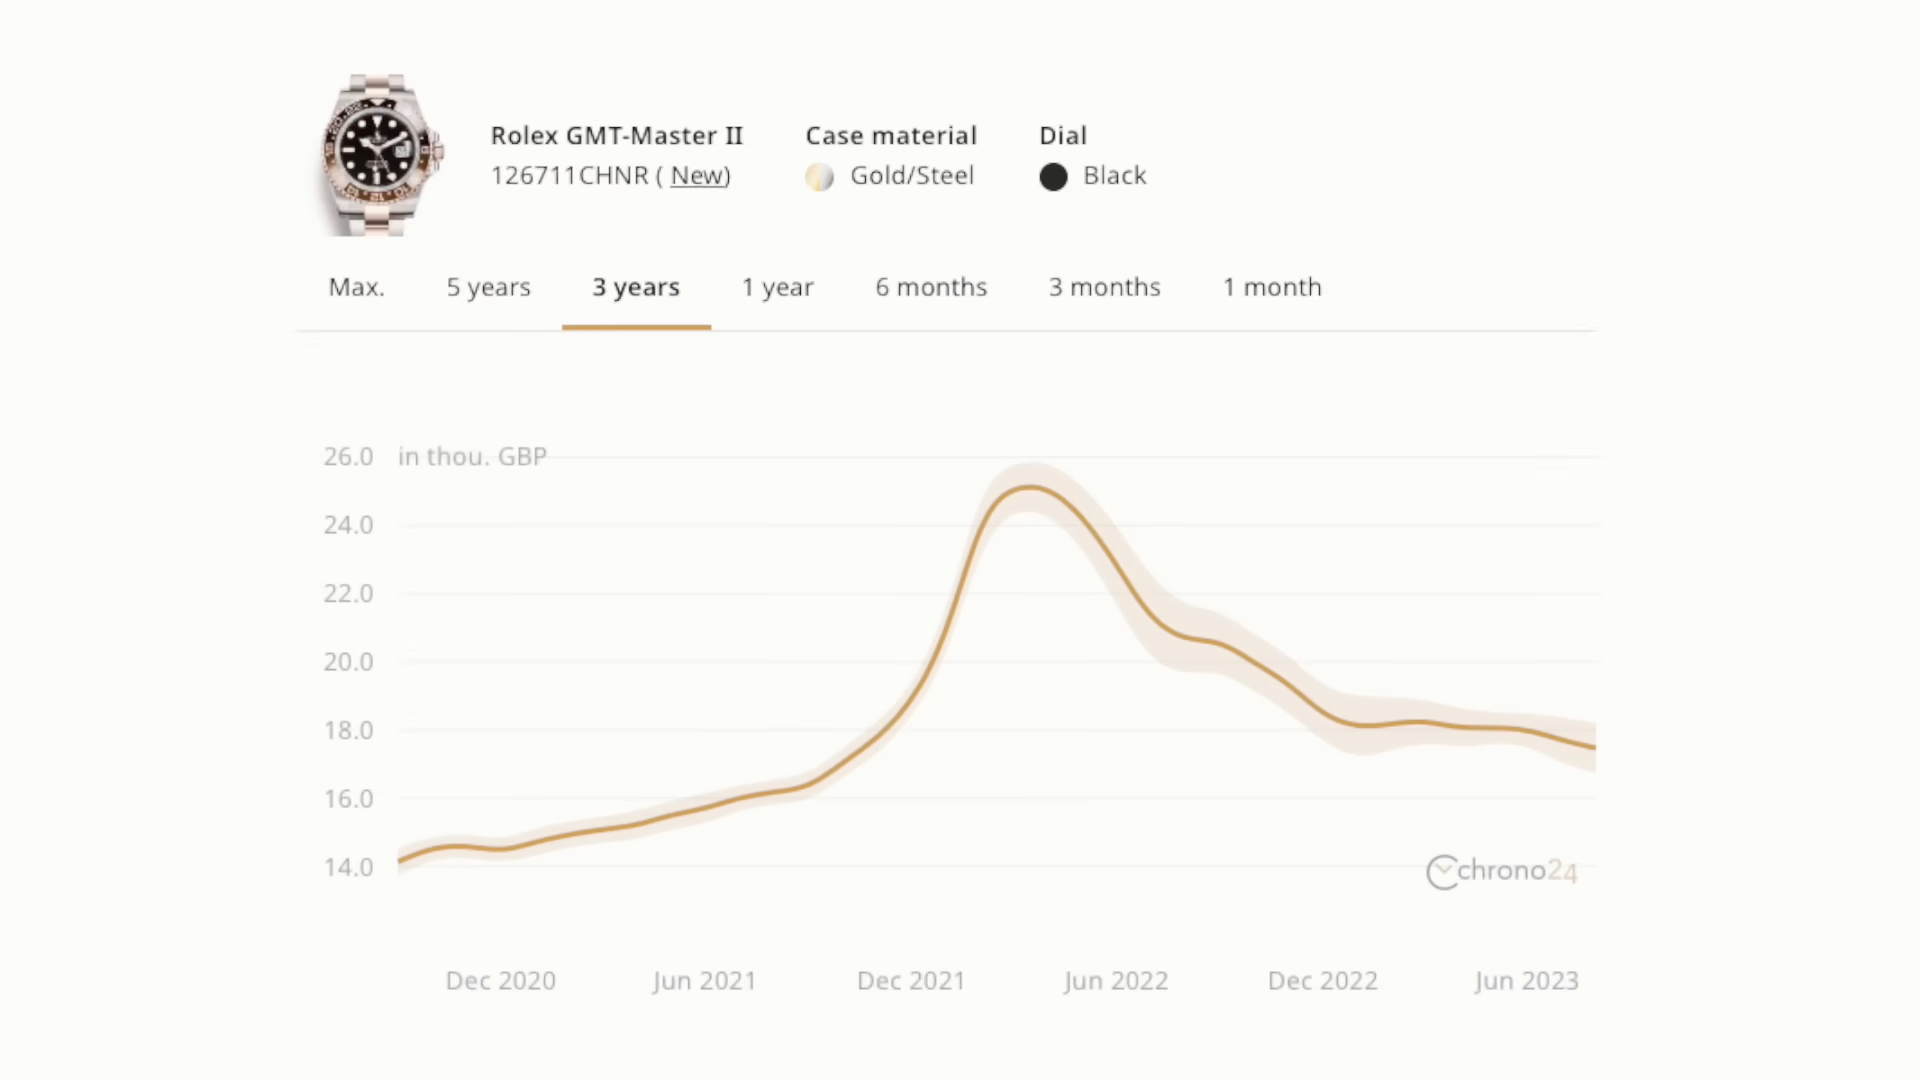 Rolex GMT-Master II Case material Dial
126711CHNR ( New) Gold/Steel Black
Max. 5 years 3 years 1 year 6 months 3 months 1 month
26.0 in thou. GBP
24.0
22.0
20.0
18.0
16.0
14.0
chrono24
Dec 2020 Jun 2021 Dec 2021 Jun 2022 Dec 2022 Jun 2023